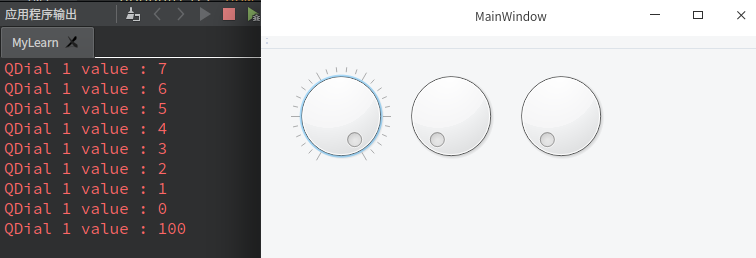 应用程序输出
MyLearn
QDial 1 value : 7
QDial 1 value : 6
QDial 1 value : 5
QDial 1 value : 4
QDial 1 value : 3
QDial 1 value : 2
QDial 1 value : 1
QDial 1 value : 0
QDial 1 value : 100
MainWindow